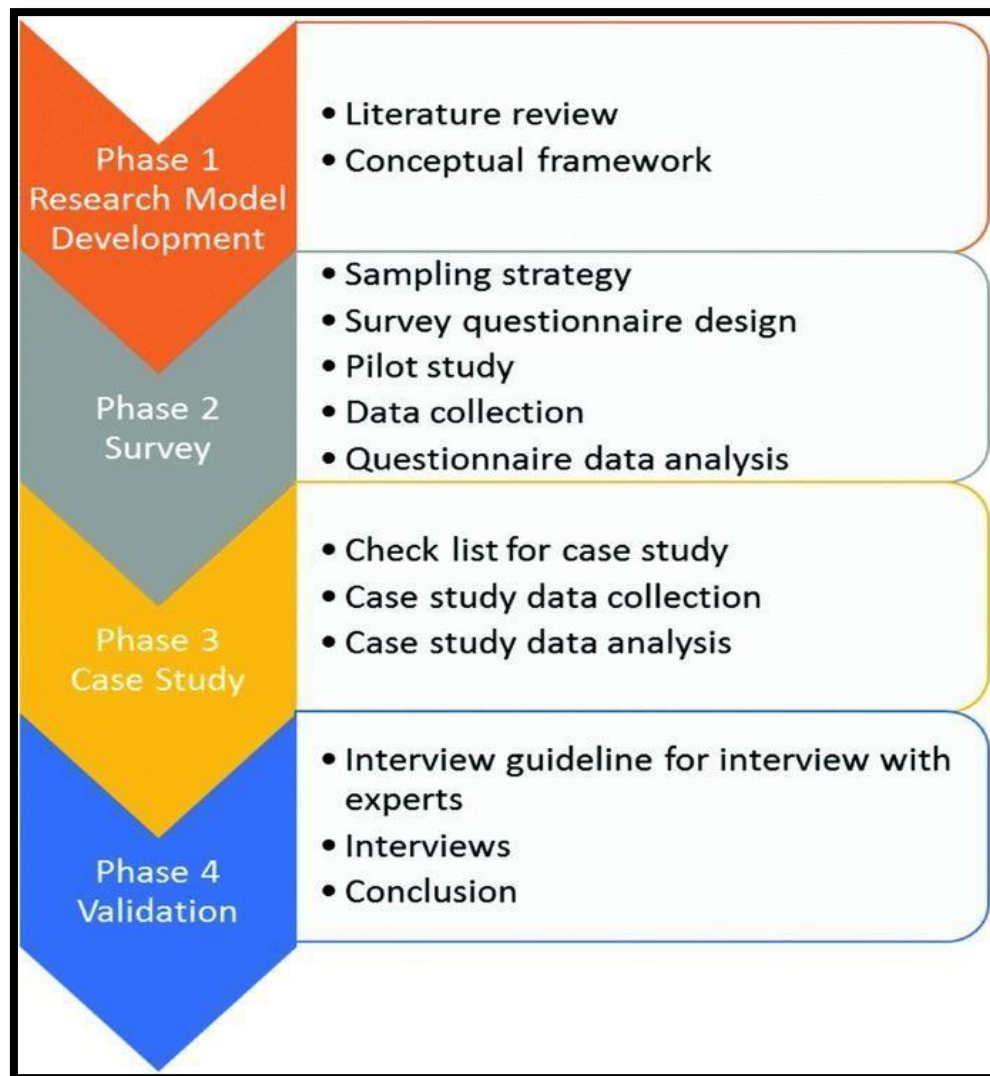 Phase 1
Research Model
Development
• Literature review
• Conceptual framework
Phase 2
Survey
• Sampling strategy
• Survey questionnaire design
• Pilot study
• Data collection
• Questionnaire data analysis
Phase 3
Case Study
• Check list for case study
• Case study data collection
• Case study data analysis
Phase 4
Validation
• Interview guideline for interview with
experts
• Interviews
• Conclusion